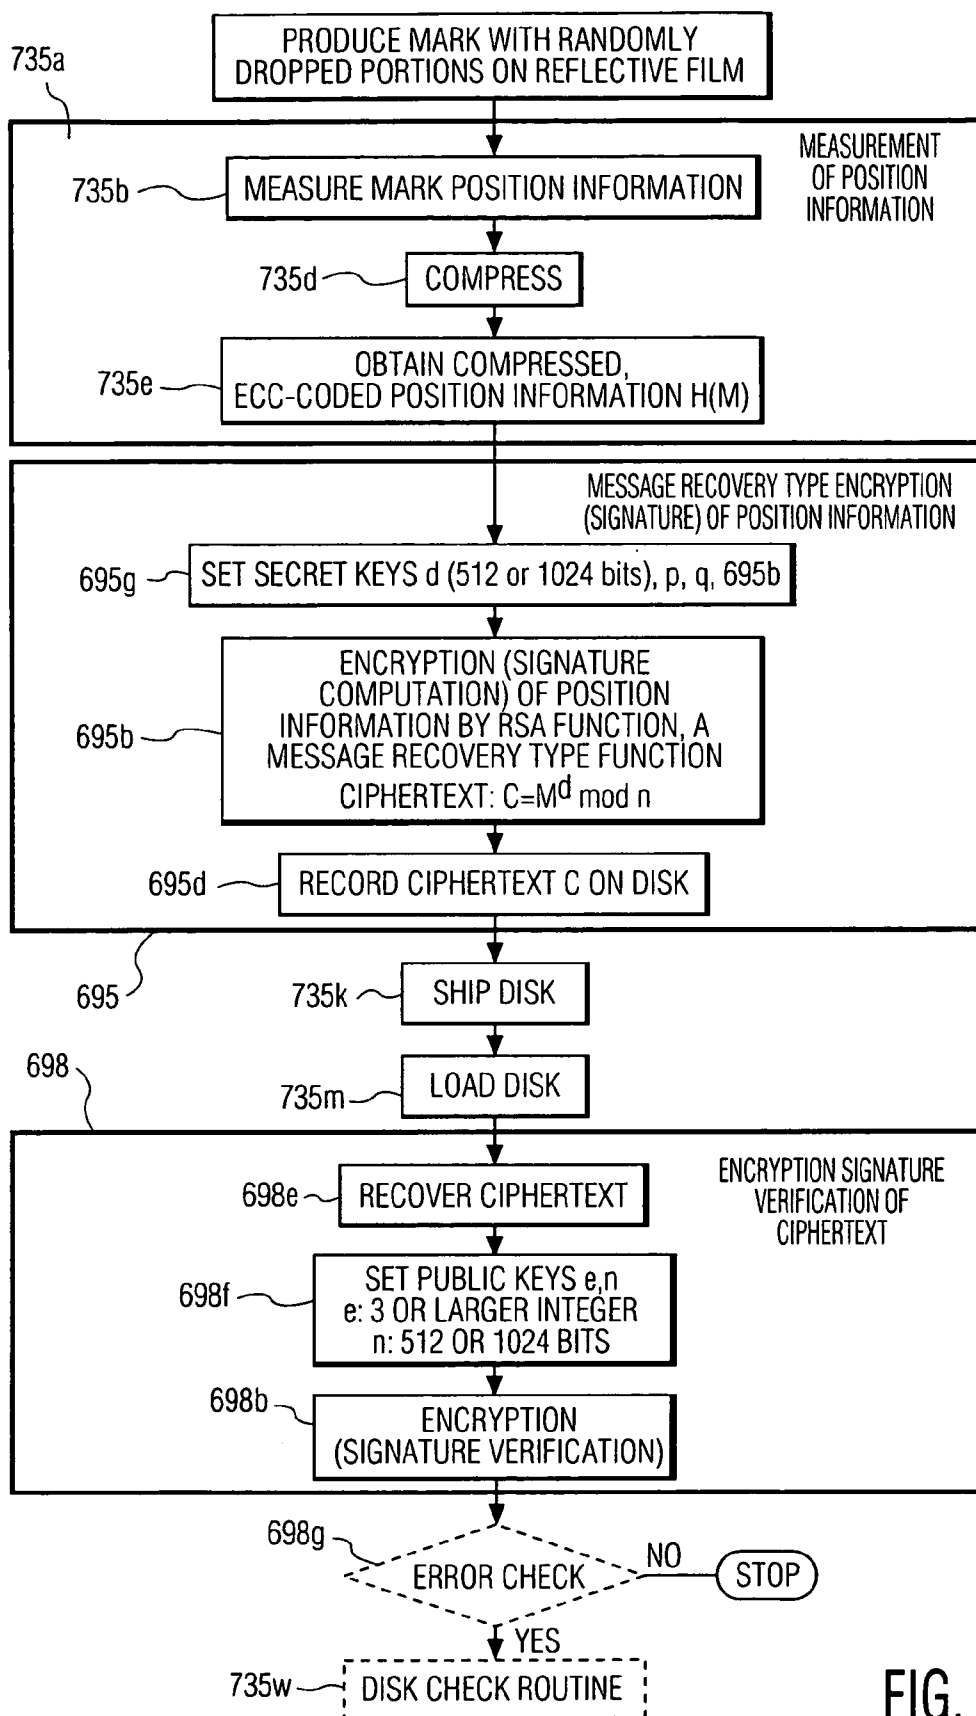 PRODUCE MARK WITH RANDOMLY
DROPPED PORTIONS ON REFLECTIVE FILM
735a
MEASUREMENT
OF POSITION
INFORMATION
735b
MEASURE MARK POSITION INFORMATION
735d
COMPRESS
735e
OBTAIN COMPRESSED,
ECC-CODED POSITION INFORMATION H(M)
MESSAGE RECOVERY TYPE ENCRYPTION
(SIGNATURE) OF POSITION INFORMATION
695g
SET SECRET KEYS d (512 or 1024 bits), p, q, 695b
695b
ENCRYPTION (SIGNATURE
COMPUTATION) OF POSITION
INFORMATION BY RSA FUNCTION, A
MESSAGE RECOVERY TYPE FUNCTION
CIPHERTEXT: C=M^d mod n
695d
RECORD CIPHERTEXT C ON DISK
695
735k
SHIP DISK
698
735m
LOAD DISK
ENCRYPTION SIGNATURE
VERIFICATION OF
CIPHERTEXT
698e
RECOVER CIPHERTEXT
698f
SET PUBLIC KEYS e,n
e: 3 OR LARGER INTEGER
n: 512 OR 1024 BITS
698b
ENCRYPTION
(SIGNATURE VERIFICATION)
698g
ERROR CHECK
NO
STOP
YES
735w
DISK CHECK ROUTINE
FIG.